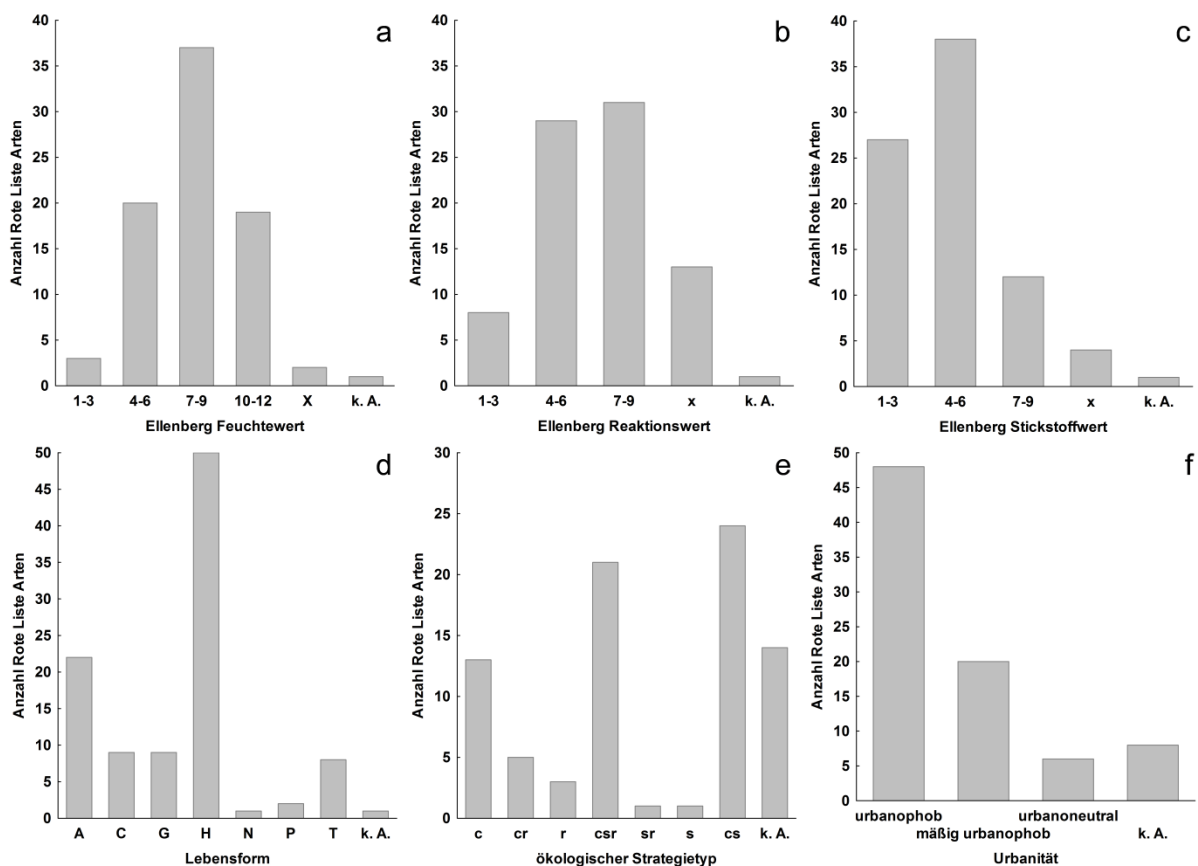 a
Anzahl Rote Liste Arten
40
35
30
25
20
15
10
5
0
1-3 4-6 7-9 10-12 X k. A.
Ellenberg Feuchtewert
b
Anzahl Rote Liste Arten
40
35
30
25
20
15
10
5
0
1-3 4-6 7-9 x k. A.
Ellenberg Reaktionswert
c
Anzahl Rote Liste Arten
40
35
30
25
20
15
10
5
0
1-3 4-6 7-9 x k. A.
Ellenberg Stickstoffwert
d
Anzahl Rote Liste Arten
50
45
40
35
30
25
20
15
10
5
0
A C G H N P T k. A.
Lebensform
e
Anzahl Rote Liste Arten
30
25
20
15
10
5
0
c cr r csr sr s cs k. A.
ökologischer Strategietyp
f
Anzahl Rote Liste Arten
50
45
40
35
30
25
20
15
10
5
0
urbanophob urbanoneutral
mäßig urbanophob k. A.
Urbanität